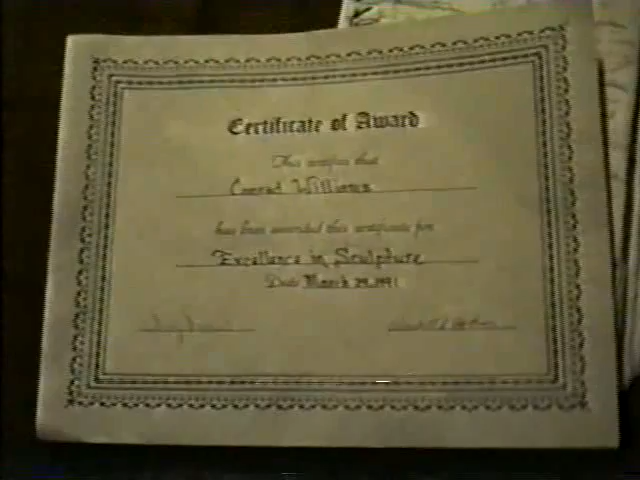 Certificate of Award
This certifies that
Conrad Williams
has been awarded this certificate for
Excellence in Sculpture
Date March